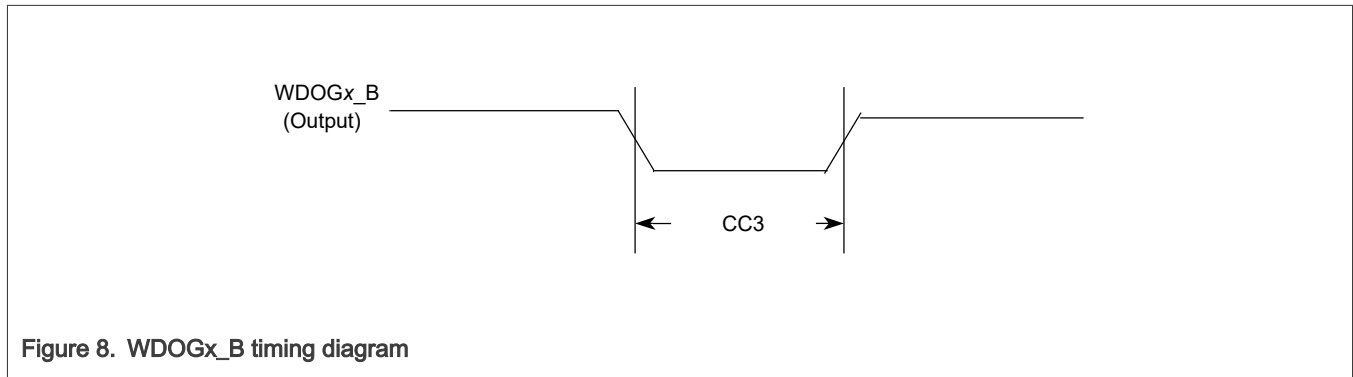 WDOGx_B
(Output)
CC3
Figure 8. WDOGx_B timing diagram